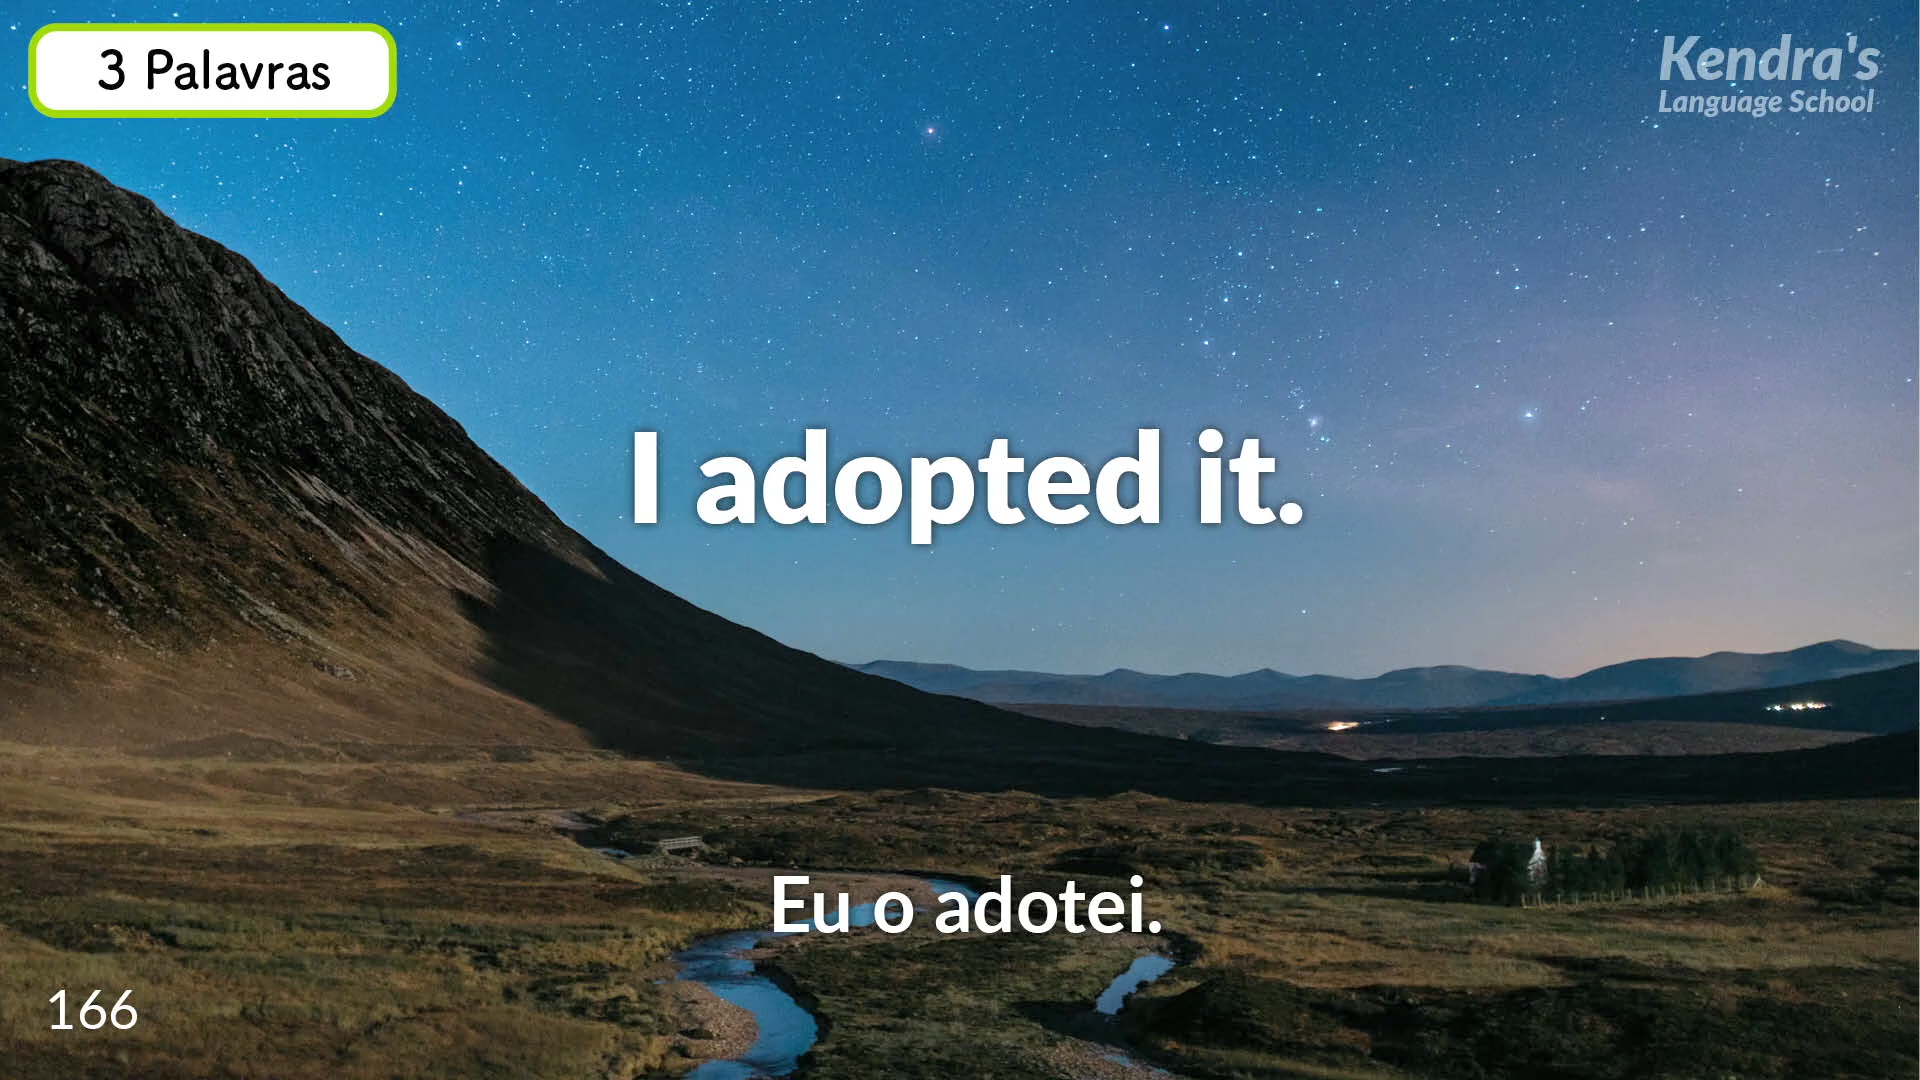 3 Palavras
Kendra's
Language School
I adopted it.
Eu o adotei.
166